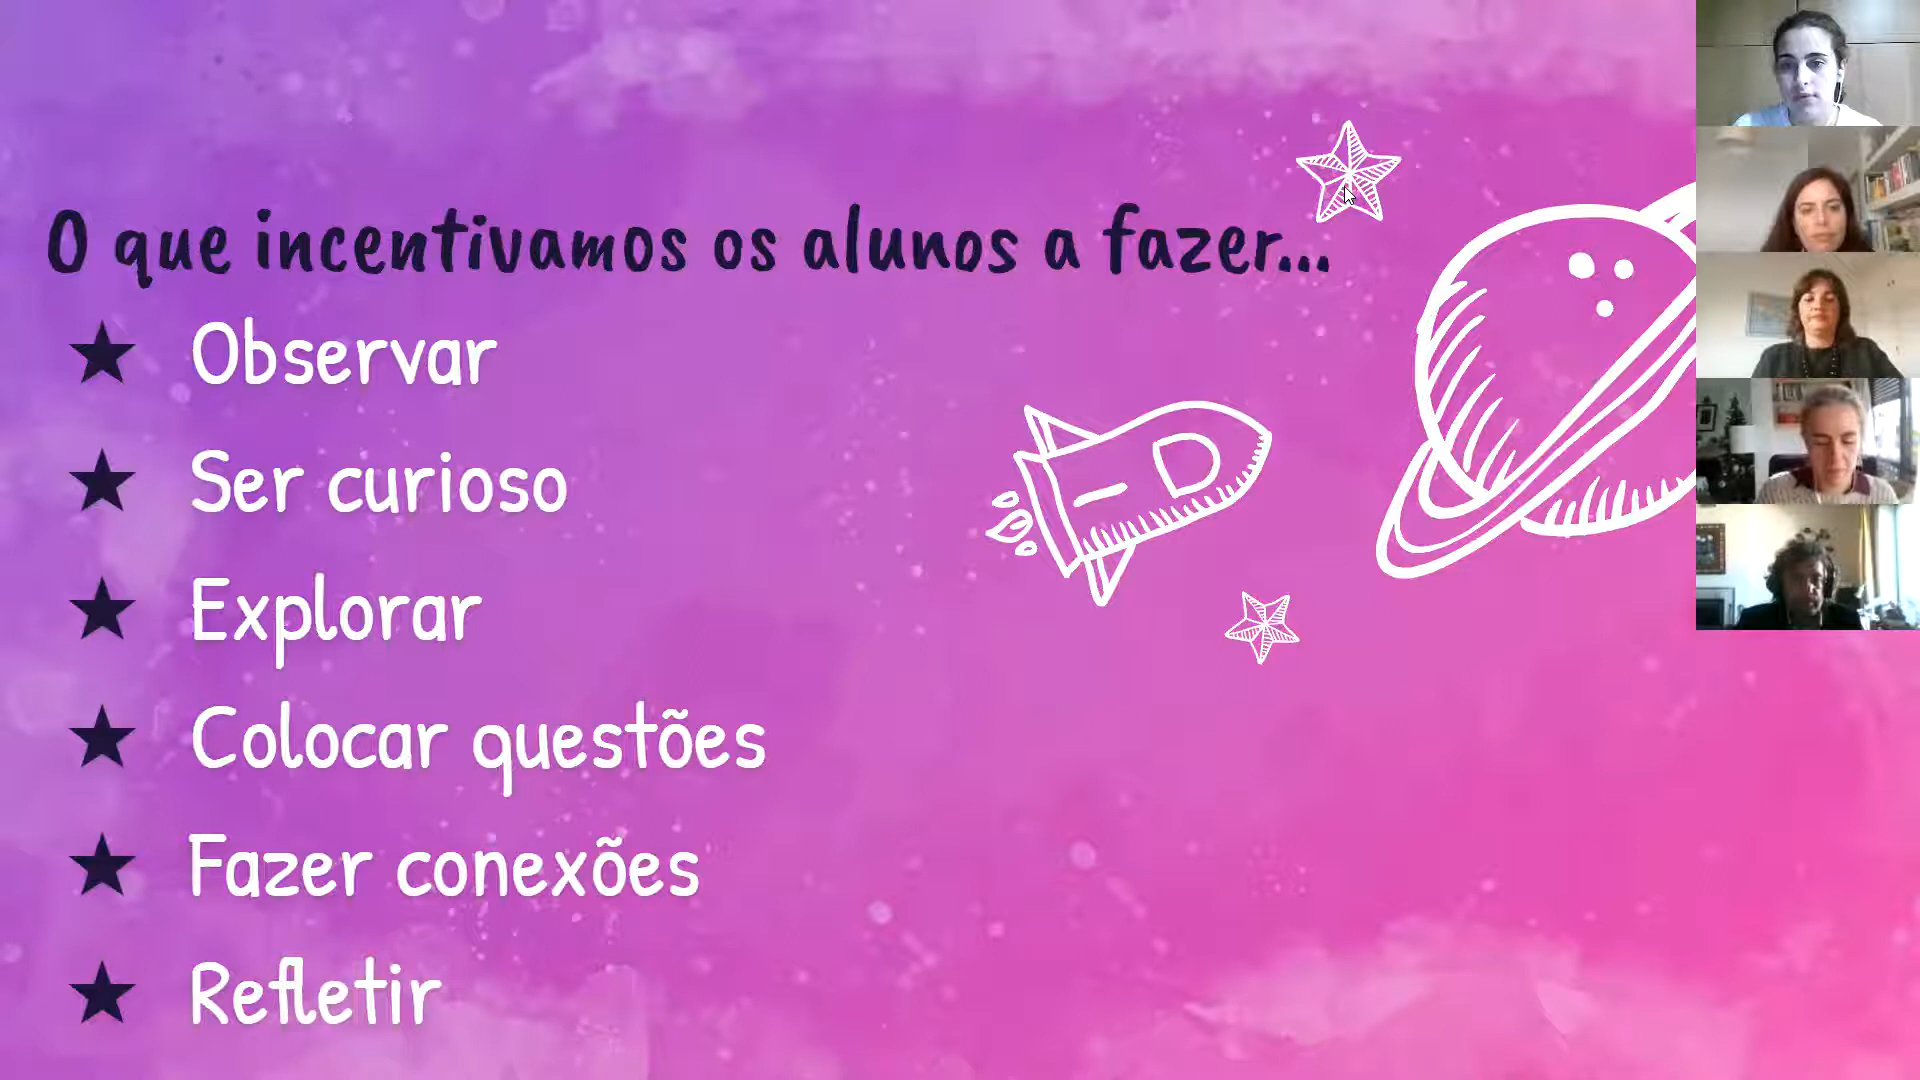 O que incentivamos os alunos a fazer...
Observar
Ser curioso
Explorar
Colocar questões
Fazer conexões
Refletir